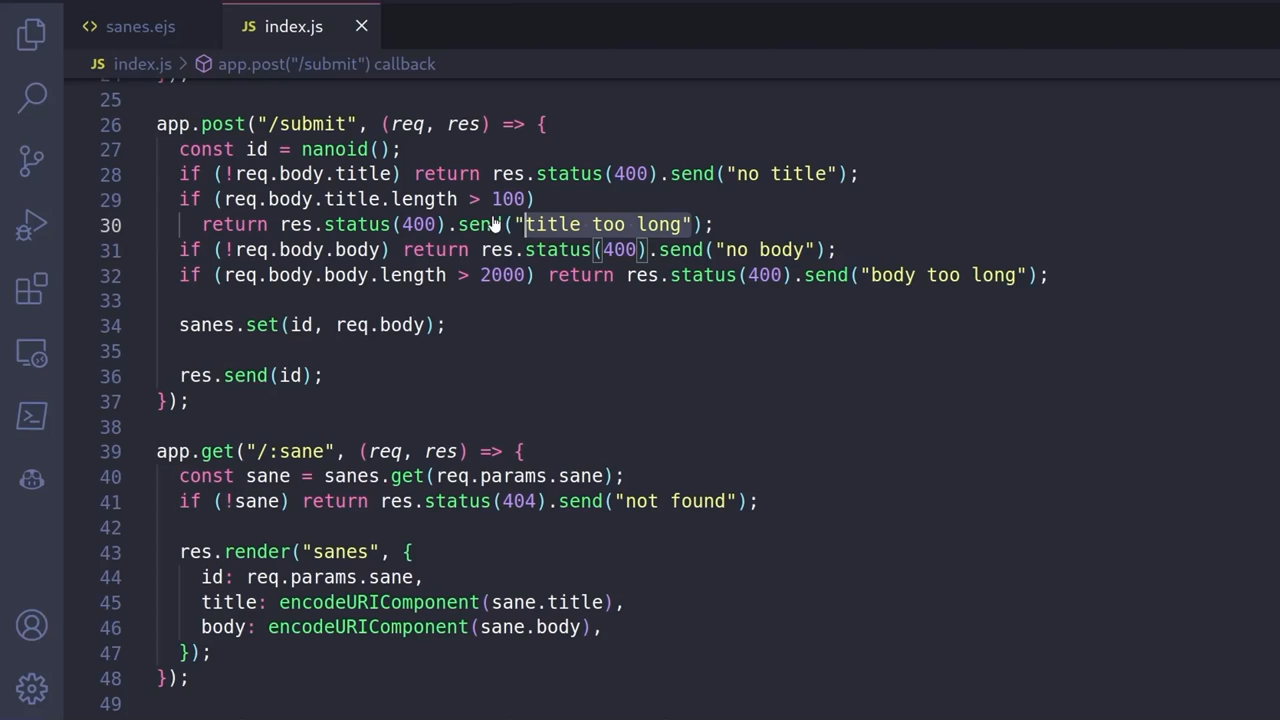 sanes.ejs
JS index.js
JS index.js > app.post("/submit") callback
25
26 app.post("/submit", (req, res) => {
27 const id = nanoid();
28 if (!req.body.title) return res.status(400).send("no title");
29 if (req.body.title.length > 100)
30 return res.status(400).send("title too long");
31 if (!req.body.body) return res.status(400).send("no body");
32 if (req.body.body.length > 2000) return res.status(400).send("body too long");
33
34 sanes.set(id, req.body);
35
36 res.send(id);
37 });
38
39 app.get("/:sane", (req, res) => {
40 const sane = sanes.get(req.params.sane);
41 if (!sane) return res.status(404).send("not found");
42
43 res.render("sanes", {
44 id: req.params.sane,
45 title: encodeURIComponent(sane.title),
46 body: encodeURIComponent(sane.body),
47 });
48 });
49